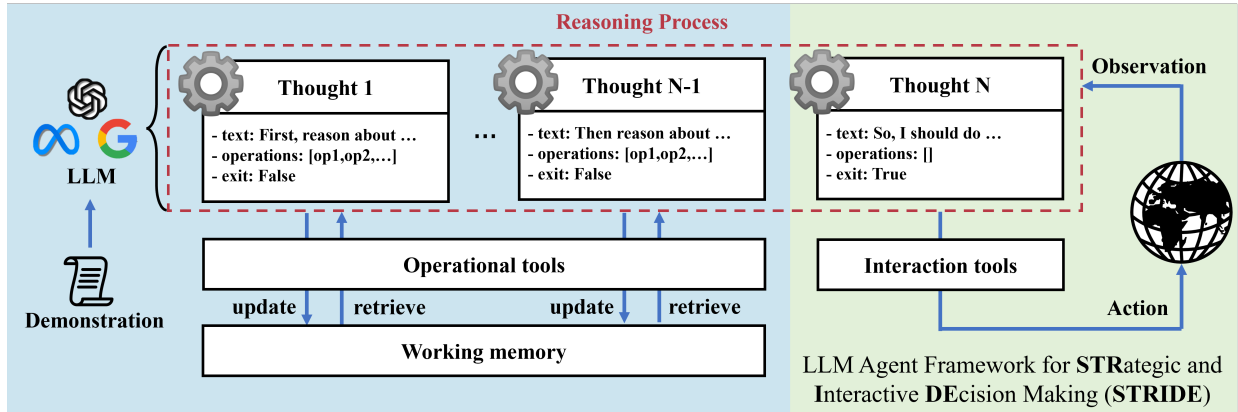 Reasoning Process
Thought 1
- text: First, reason about …
- operations: [op1,op2,…]
- exit: False
...
Thought N-1
- text: Then reason about …
- operations: [op1,op2,…]
- exit: False
Thought N
- text: So, I should do …
- operations: []
- exit: True
Observation
LLM
Demonstration
Operational tools
update
retrieve
update
retrieve
Working memory
Interaction tools
Action
LLM Agent Framework for STRategic and
Interactive DEcision Making (STRIDE)